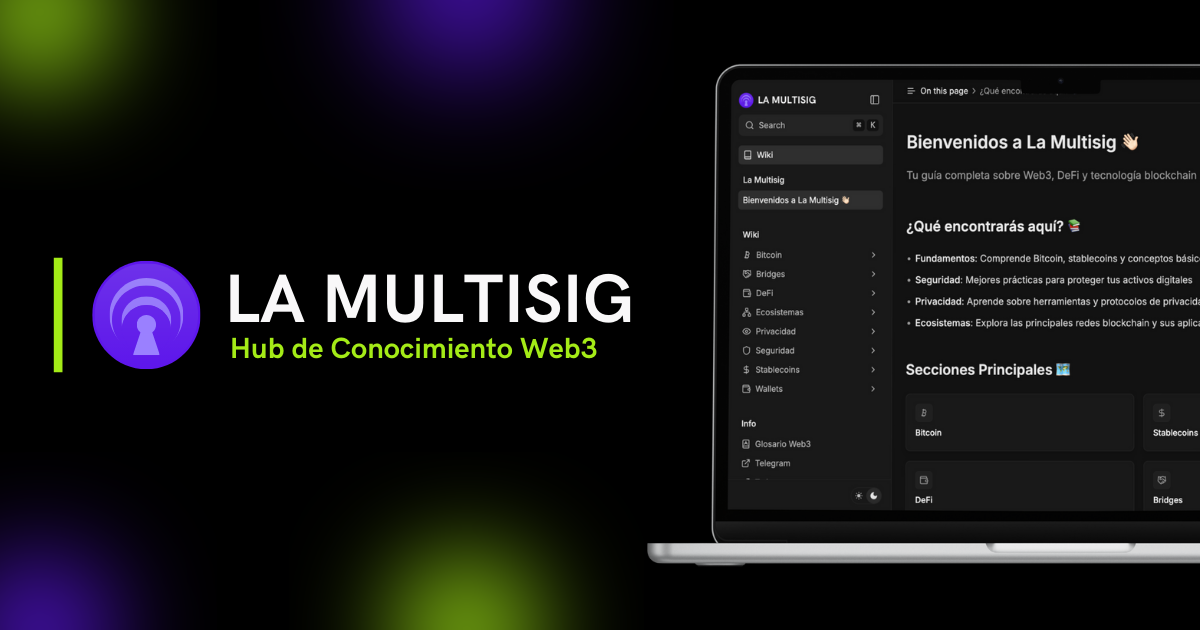 LA MULTISIG
Hub de Conocimiento Web3
LA MULTISIG
Search
⌘ K
Wiki
La Multisig
Bienvenidos a La Multisig 👋🏻
Wiki
Bitcoin
Bridges
DeFi
Ecosistemas
Privacidad
Seguridad
Stablecoins
Wallets
Info
Glosario Web3
Telegram
On this page > ¿Qué
Bienvenidos a La Multisig 👋🏻
Tu guía completa sobre Web3, DeFi y tecnología blockchain
¿Qué encontrarás aquí? 📚
• Fundamentos: Comprende Bitcoin, stablecoins y conceptos
• Seguridad: Mejores prácticas para proteger tus activos digitales
• Privacidad: Aprende sobre herramientas y protocolos de
• Ecosistemas: Explora las principales redes blockchain y sus
Secciones Principales 🗺️
Bitcoin
Stablecoins
DeFi
Bridges